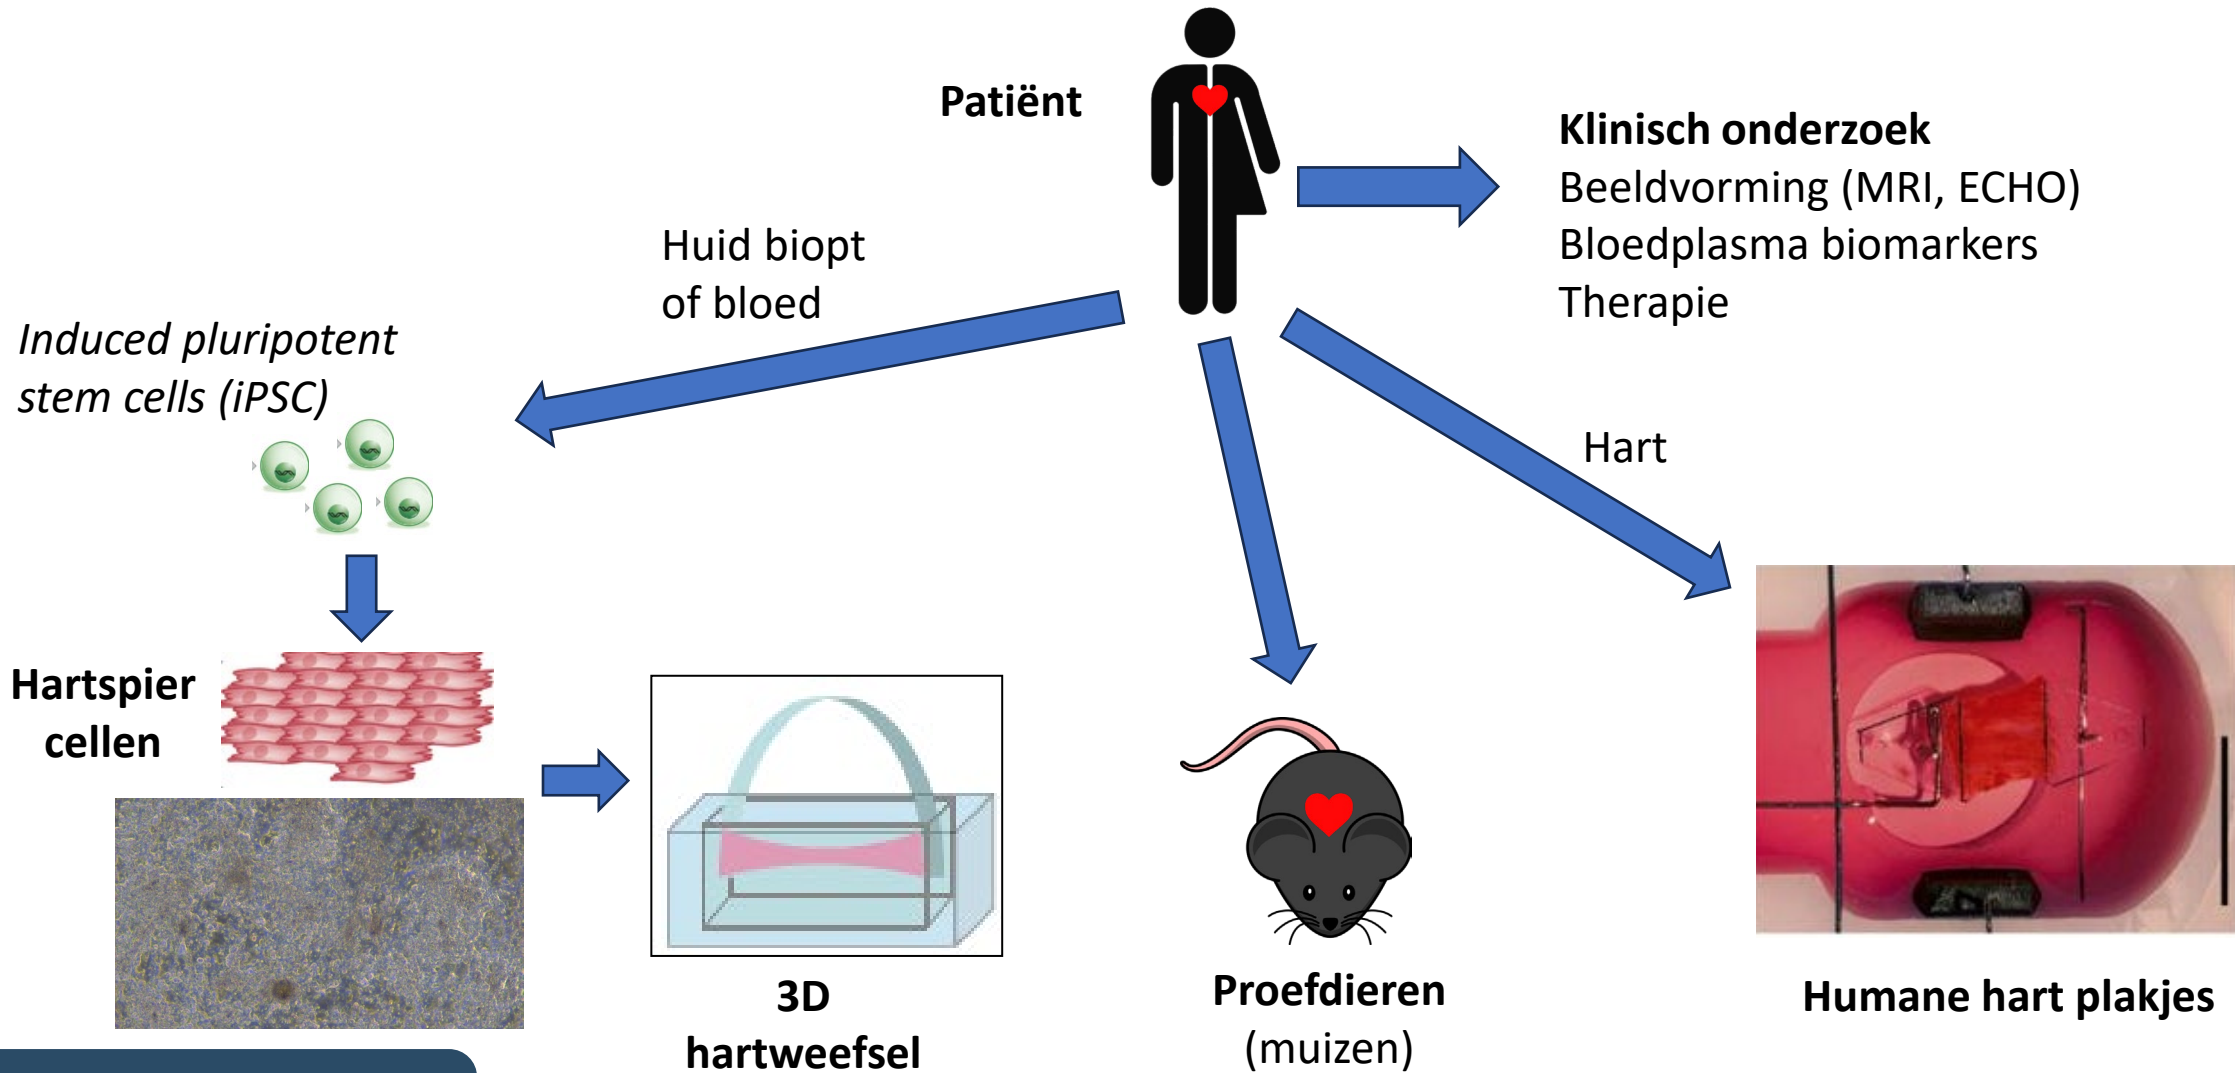 Patiënt
Klinisch onderzoek
Beeldvorming (MRI, ECHO)
Bloedplasma biomarkers
Therapie
Huid biopt
of bloed
Induced pluripotent
stem cells (iPSC)
Hart
Hartspier
cellen
3D
hartweefsel
Proefdieren
(muizen)
Humane hart plakjes